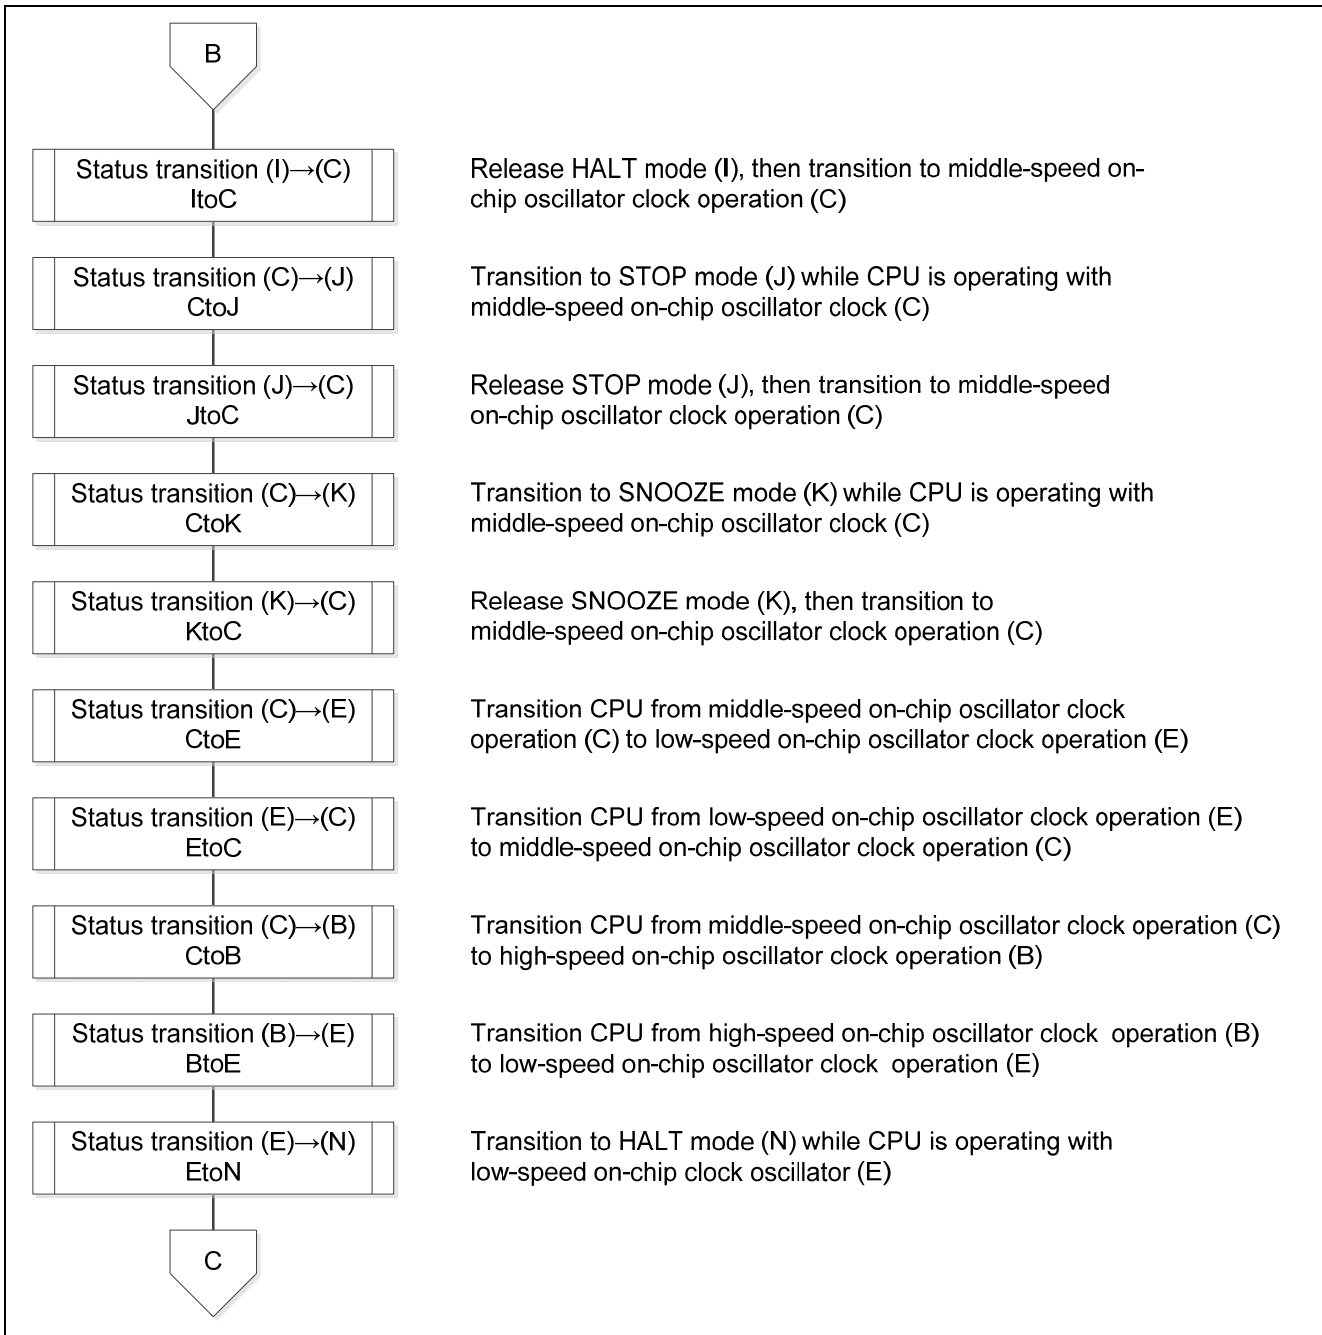 B
Status transition (I)→(C)
ItoC
Release HALT mode (I), then transition to middle-speed on-
chip oscillator clock operation (C)
Status transition (C)→(J)
CtoJ
Transition to STOP mode (J) while CPU is operating with
middle-speed on-chip oscillator clock (C)
Status transition (J)→(C)
JtoC
Release STOP mode (J), then transition to middle-speed
on-chip oscillator clock operation (C)
Status transition (C)→(K)
CtoK
Transition to SNOOZE mode (K) while CPU is operating with
middle-speed on-chip oscillator clock (C)
Status transition (K)→(C)
KtoC
Release SNOOZE mode (K), then transition to
middle-speed on-chip oscillator clock operation (C)
Status transition (C)→(E)
CtoE
Transition CPU from middle-speed on-chip oscillator clock
operation (C) to low-speed on-chip oscillator clock operation (E)
Status transition (E)→(C)
EtoC
Transition CPU from low-speed on-chip oscillator clock operation (E)
to middle-speed on-chip oscillator clock operation (C)
Status transition (C)→(B)
CtoB
Transition CPU from middle-speed on-chip oscillator clock operation (C)
to high-speed on-chip oscillator clock operation (B)
Status transition (B)→(E)
BtoE
Transition CPU from high-speed on-chip oscillator clock operation (B)
to low-speed on-chip oscillator clock operation (E)
Status transition (E)→(N)
EtoN
Transition to HALT mode (N) while CPU is operating with
low-speed on-chip clock oscillator (E)
C